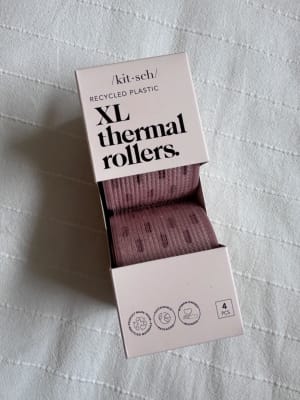 /kit·sch/
RECYCLED PLASTIC
XL
thermal
rollers.
4
PCS